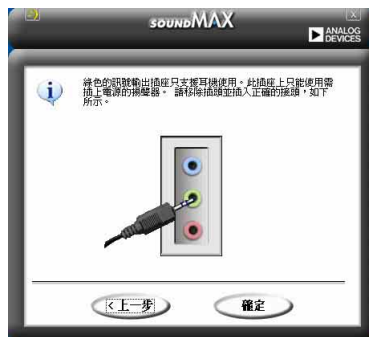 SOUNDMAX
ANALOG
DEVICES
綠色的訊號輸出插座只支援耳機使用。此插座上只能使用需
插上電源的揚聲器。 請移除插頭並插入正確的接頭,如下
所示。
<上一步
確定